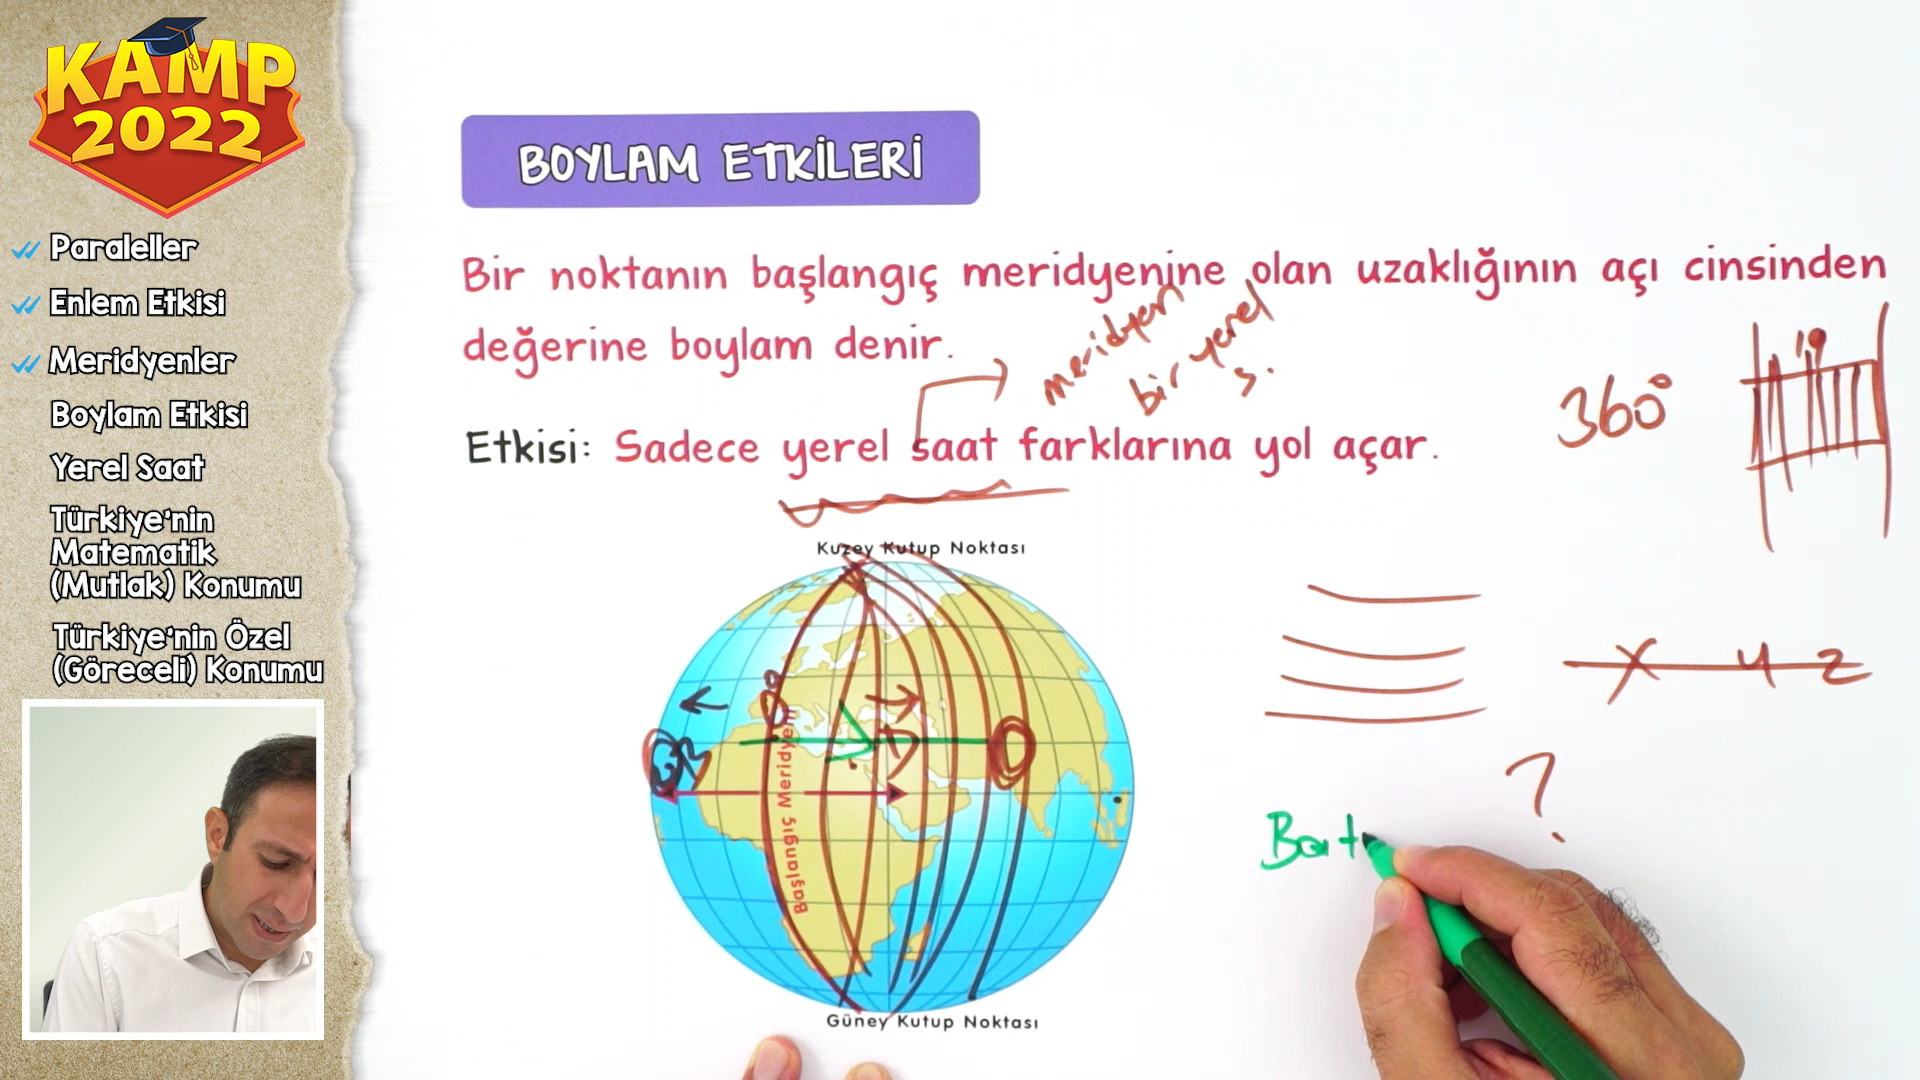 KAMP
2022
Paraleller
Enlem Etkisi
Meridyenler
Boylam Etkisi
Yerel Saat
Türkiye'nin
Matematik
(Mutlak) Konumu
Türkiye'nin Özel
(Göreceli) Konumu
BOYLAM ETKİLERİ
Bir noktanın başlangıç meridyenine olan uzaklığının açı cinsinden
değerine boylam denir.
meridyen
bir yerel
s.
360°
Etkisi: Sadece yerel saat farklarına yol açar.
Kuzey Kutup Noktası
Başlangıç Meridyeni
x y z
?
Bat
Güney Kutup Noktası